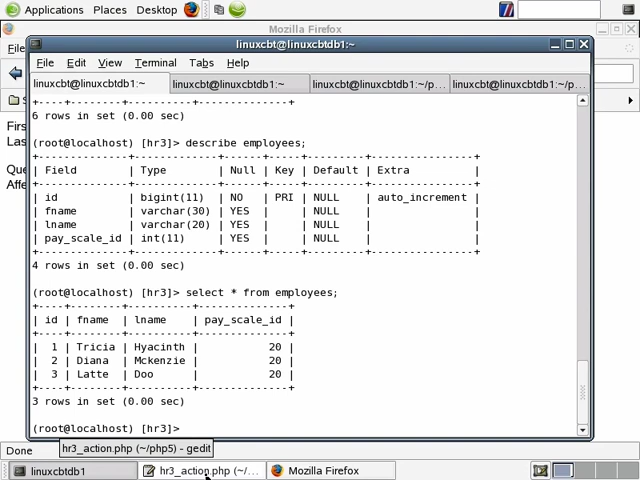 Applications Places Desktop
Mozilla Firefox
linuxcbt@linuxcbtdb1:~
File Edit View Terminal Tabs Help
linuxcbt@linuxcbtdb1:~ linuxcbt@linuxcbtdb1:~ linuxcbt@linuxcbtdb1:~/p... linuxcbt@linuxcbtdb1:~/p...
+----+--------+----------+--------------+
6 rows in set (0.00 sec)
(root@localhost) [hr3]> describe employees;
+--------------+-------------+------+-----+---------+----------------+
| Field | Type | Null | Key | Default | Extra |
+--------------+-------------+------+-----+---------+----------------+
| id | bigint(11) | NO | PRI | NULL | auto_increment |
| fname | varchar(30) | YES | | NULL | |
| lname | varchar(20) | YES | | NULL | |
| pay_scale_id | int(11) | YES | | NULL | |
+--------------+-------------+------+-----+---------+----------------+
4 rows in set (0.00 sec)
(root@localhost) [hr3]> select * from employees;
+----+--------+----------+--------------+
| id | fname | lname | pay_scale_id |
+----+--------+----------+--------------+
| 1 | Tricia | Hyacinth | 20 |
| 2 | Diana | Mckenzie | 20 |
| 3 | Latte | Doo | 20 |
+----+--------+----------+--------------+
3 rows in set (0.00 sec)
(root@localhost) [hr3]>
hr3_action.php (~/php5) - gedit
Done
linuxcbtdb1 hr3_action.php (~/... Mozilla Firefox